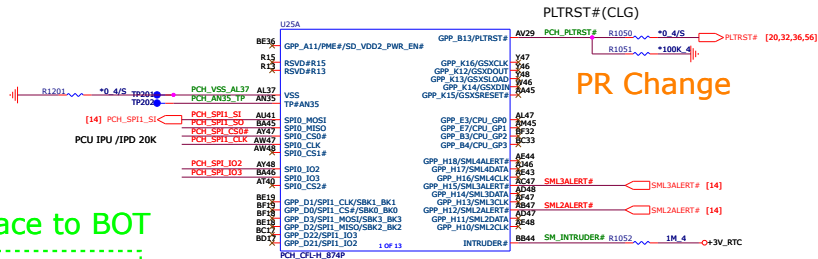 PLTRST#(CLG)
U25A
BE36 GPP_A11/PME#/SD_VDD2_PWR_EN# GPP_B13/PLTRST# AV29 PCH_PLTRST# R1050 *0_4/S PLTRST# [20,32,36,56]
R1051 *100K_4
R15 RSVD#R15 GPP_K16/GSXCLK Y47
R13 RSVD#R13 GPP_K12/GSXDOUT Y46
GPP_K13/GSXSLOAD Y48
GPP_K14/GSXDIN W46
GPP_K15/GSXSRESET# AA45
PR Change
R1201 *0_4/S TP201 PCH_VSS_AL37 AL37 VSS
TP202 PCH_AN35_TP AN35 TP#AN35
[14] PCH_SPI1_SI PCH_SPI1_SI AU41 SPI0_MOSI GPP_E3/CPU_GP0 AL47
PCH_SPI1_SO BA45 SPI0_MISO GPP_E7/CPU_GP1 AM45
PCH_SPI_CS0# AY47 SPI0_CS0# GPP_B3/CPU_GP2 BF32
PCU IPU /IPD 20K PCH_SPI1_CLK AW47 SPI0_CLK GPP_B4/CPU_GP3 BC33
AW48 SPI0_CS1#
GPP_H18/SML4ALERT# AE44
PCH_SPI_IO2 AY48 SPI0_IO2 GPP_H17/SML4DATA AJ46
PCH_SPI_IO3 BA46 SPI0_IO3 GPP_H16/SML4CLK AE43
AT40 SPI0_CS2# GPP_H15/SML3ALERT# AC47 SML3ALERT# SML3ALERT# [14]
GPP_H14/SML3DATA AD48
BE19 GPP_D1/SPI1_CLK/SBK1_BK1 GPP_H13/SML3CLK AF47
BF19 GPP_D0/SPI1_CS#/SBK0_BK0 GPP_H12/SML2ALERT# AB47 SML2ALERT# SML2ALERT# [14]
BF18 GPP_D3/SPI1_MOSI/SBK3_BK3 GPP_H11/SML2DATA AD47
BE18 GPP_D2/SPI1_MISO/SBK2_BK2 GPP_H10/SML2CLK AE48
BC17 GPP_D22/SPI1_IO3
BD17 GPP_D21/SPI1_IO2 1 OF 13 INTRUDER# BB44 SM_INTRUDER# R1052 1M_4 +3V_RTC
PCH_CFL-H_874P
ace to BOT